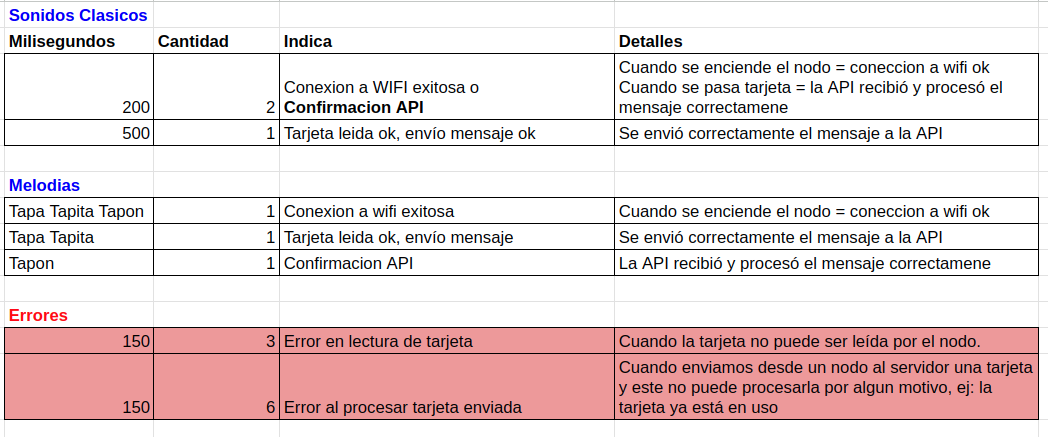 Sonidos Clasicos
Milisegundos Cantidad Indica Detalles
Cuando se enciende el nodo = coneccion a wifi ok
Conexion a WIFI exitosa o Cuando se pasa tarjeta = la API recibió y procesó el
200 2 Confirmacion API mensaje correctamene
500 1 Tarjeta leida ok, envío mensaje ok Se envió correctamente el mensaje a la API
Melodias
Tapa Tapita Tapon 1 Conexion a wifi exitosa Cuando se enciende el nodo = coneccion a wifi ok
Tapa Tapita 1 Tarjeta leida ok, envío mensaje Se envió correctamente el mensaje a la API
Tapon 1 Confirmacion API La API recibió y procesó el mensaje correctamene
Errores
150 3 Error en lectura de tarjeta Cuando la tarjeta no puede ser leída por el nodo.
Cuando enviamos desde un nodo al servidor una tarjeta
y este no puede procesarla por algun motivo, ej: la
150 6 Error al procesar tarjeta enviada tarjeta ya está en uso